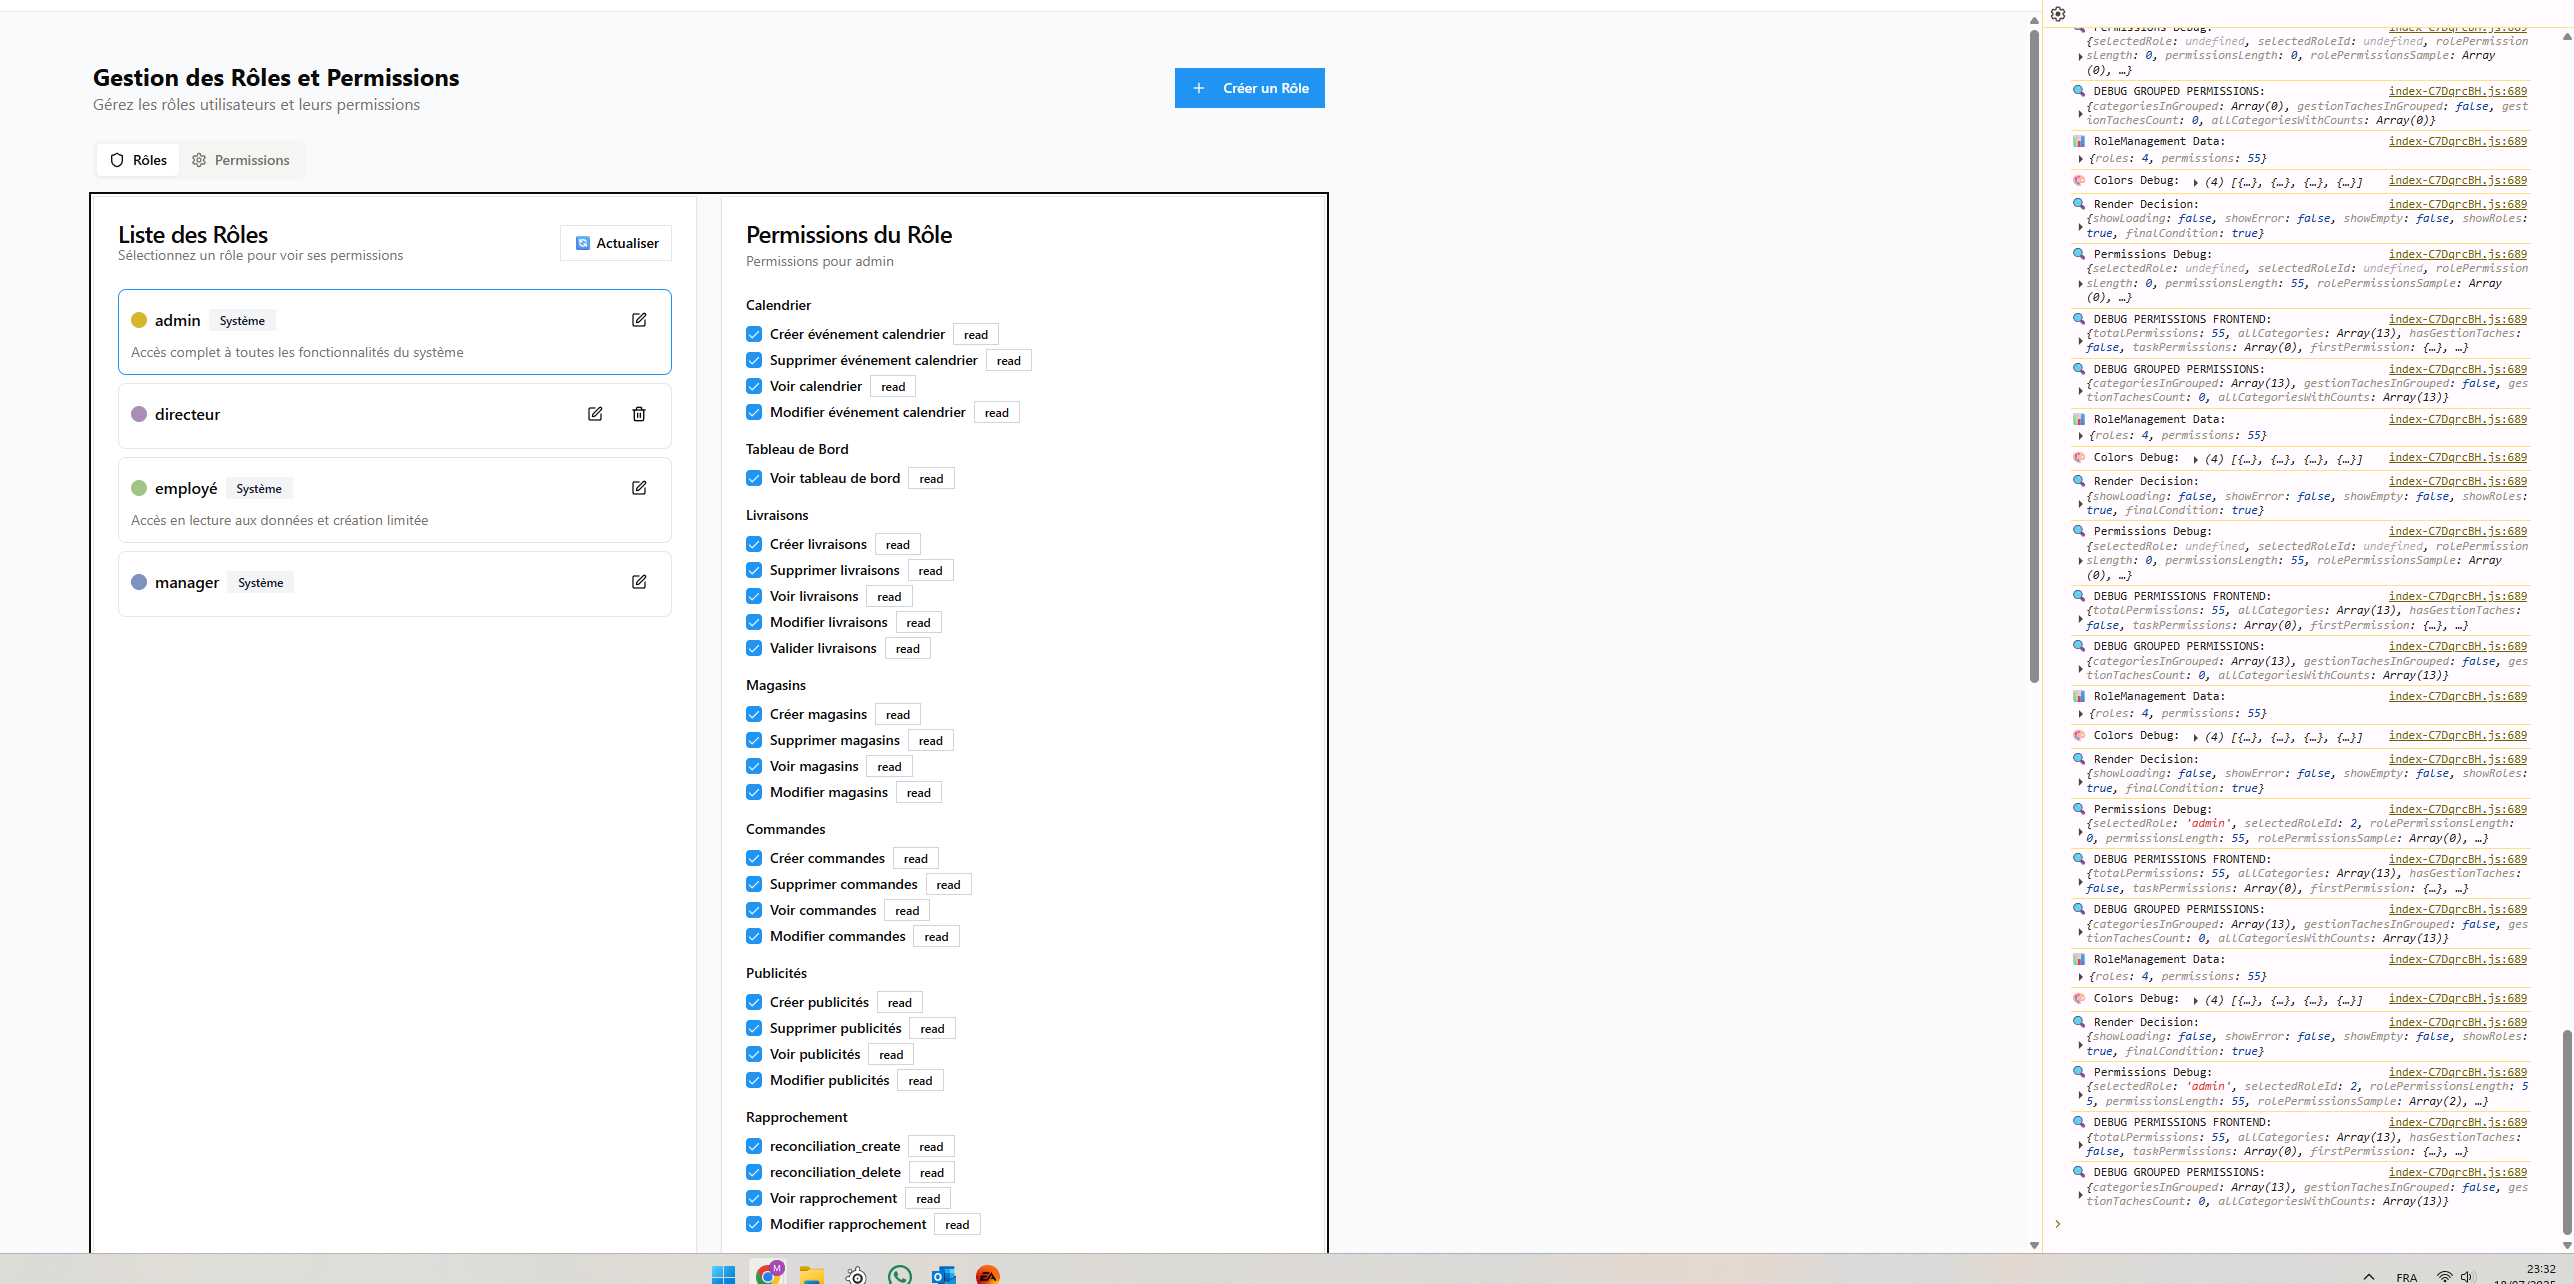 Gestion des Rôles et Permissions
Gérez les rôles utilisateurs et leurs permissions
+ Créer un Rôle
Rôles
Permissions
Liste des Rôles
Sélectionnez un rôle pour voir ses permissions
Actualiser
admin Système
Accès complet à toutes les fonctionnalités du système
directeur
employé Système
Accès en lecture aux données et création limitée
manager Système
Permissions du Rôle
Permissions pour admin
Calendrier
Créer événement calendrier read
Supprimer événement calendrier read
Voir calendrier read
Modifier événement calendrier read
Tableau de Bord
Voir tableau de bord read
Livraisons
Créer livraisons read
Supprimer livraisons read
Voir livraisons read
Modifier livraisons read
Valider livraisons read
Magasins
Créer magasins read
Supprimer magasins read
Voir magasins read
Modifier magasins read
Commandes
Créer commandes read
Supprimer commandes read
Voir commandes read
Modifier commandes read
Publicités
Créer publicités read
Supprimer publicités read
Voir publicités read
Modifier publicités read
Rapprochement
reconciliation_create read
reconciliation_delete read
Voir rapprochement read
Modifier rapprochement read
Permissions Debug: index-C7DqrcBH.js:689
{selectedRole: undefined, selectedRoleId: undefined, rolePermission
sLength: 0, permissionsLength: 0, rolePermissionsSample: Array
(0), …}
DEBUG GROUPED PERMISSIONS: index-C7DqrcBH.js:689
{categoriesInGrouped: Array(0), gestionTachesInGrouped: false, gest
ionTachesCount: 0, allCategoriesWithCounts: Array(0)}
RoleManagement Data: index-C7DqrcBH.js:689
{roles: 4, permissions: 55}
Colors Debug: (4) [{…}, {…}, {…}, {…}] index-C7DqrcBH.js:689
Render Decision: index-C7DqrcBH.js:689
{showLoading: false, showError: false, showEmpty: false, showRoles:
true, finalCondition: true}
Permissions Debug: index-C7DqrcBH.js:689
{selectedRole: undefined, selectedRoleId: undefined, rolePermission
sLength: 0, permissionsLength: 55, rolePermissionsSample: Array
(0), …}
DEBUG PERMISSIONS FRONTEND: index-C7DqrcBH.js:689
{totalPermissions: 55, allCategories: Array(13), hasGestionTaches:
false, taskPermissions: Array(0), firstPermission: {…}, …}
DEBUG GROUPED PERMISSIONS: index-C7DqrcBH.js:689
{categoriesInGrouped: Array(13), gestionTachesInGrouped: false, ges
tionTachesCount: 0, allCategoriesWithCounts: Array(13)}
RoleManagement Data: index-C7DqrcBH.js:689
{roles: 4, permissions: 55}
Colors Debug: (4) [{…}, {…}, {…}, {…}] index-C7DqrcBH.js:689
Render Decision: index-C7DqrcBH.js:689
{showLoading: false, showError: false, showEmpty: false, showRoles:
true, finalCondition: true}
Permissions Debug: index-C7DqrcBH.js:689
{selectedRole: undefined, selectedRoleId: undefined, rolePermission
sLength: 0, permissionsLength: 55, rolePermissionsSample: Array
(0), …}
DEBUG PERMISSIONS FRONTEND: index-C7DqrcBH.js:689
{totalPermissions: 55, allCategories: Array(13), hasGestionTaches:
false, taskPermissions: Array(0), firstPermission: {…}, …}
DEBUG GROUPED PERMISSIONS: index-C7DqrcBH.js:689
{categoriesInGrouped: Array(13), gestionTachesInGrouped: false, ges
tionTachesCount: 0, allCategoriesWithCounts: Array(13)}
RoleManagement Data: index-C7DqrcBH.js:689
{roles: 4, permissions: 55}
Colors Debug: (4) [{…}, {…}, {…}, {…}] index-C7DqrcBH.js:689
Render Decision: index-C7DqrcBH.js:689
{showLoading: false, showError: false, showEmpty: false, showRoles:
true, finalCondition: true}
Permissions Debug: index-C7DqrcBH.js:689
{selectedRole: 'admin', selectedRoleId: 2, rolePermissionsLength:
0, permissionsLength: 55, rolePermissionsSample: Array(0), …}
DEBUG PERMISSIONS FRONTEND: index-C7DqrcBH.js:689
{totalPermissions: 55, allCategories: Array(13), hasGestionTaches:
false, taskPermissions: Array(0), firstPermission: {…}, …}
DEBUG GROUPED PERMISSIONS: index-C7DqrcBH.js:689
{categoriesInGrouped: Array(13), gestionTachesInGrouped: false, ges
tionTachesCount: 0, allCategoriesWithCounts: Array(13)}
RoleManagement Data: index-C7DqrcBH.js:689
{roles: 4, permissions: 55}
Colors Debug: (4) [{…}, {…}, {…}, {…}] index-C7DqrcBH.js:689
Render Decision: index-C7DqrcBH.js:689
{showLoading: false, showError: false, showEmpty: false, showRoles:
true, finalCondition: true}
Permissions Debug: index-C7DqrcBH.js:689
{selectedRole: 'admin', selectedRoleId: 2, rolePermissionsLength: 5
5, permissionsLength: 55, rolePermissionsSample: Array(2), …}
DEBUG PERMISSIONS FRONTEND: index-C7DqrcBH.js:689
{totalPermissions: 55, allCategories: Array(13), hasGestionTaches:
false, taskPermissions: Array(0), firstPermission: {…}, …}
DEBUG GROUPED PERMISSIONS: index-C7DqrcBH.js:689
{categoriesInGrouped: Array(13), gestionTachesInGrouped: false, ges
tionTachesCount: 0, allCategoriesWithCounts: Array(13)}
M
EA
FRA
23:32